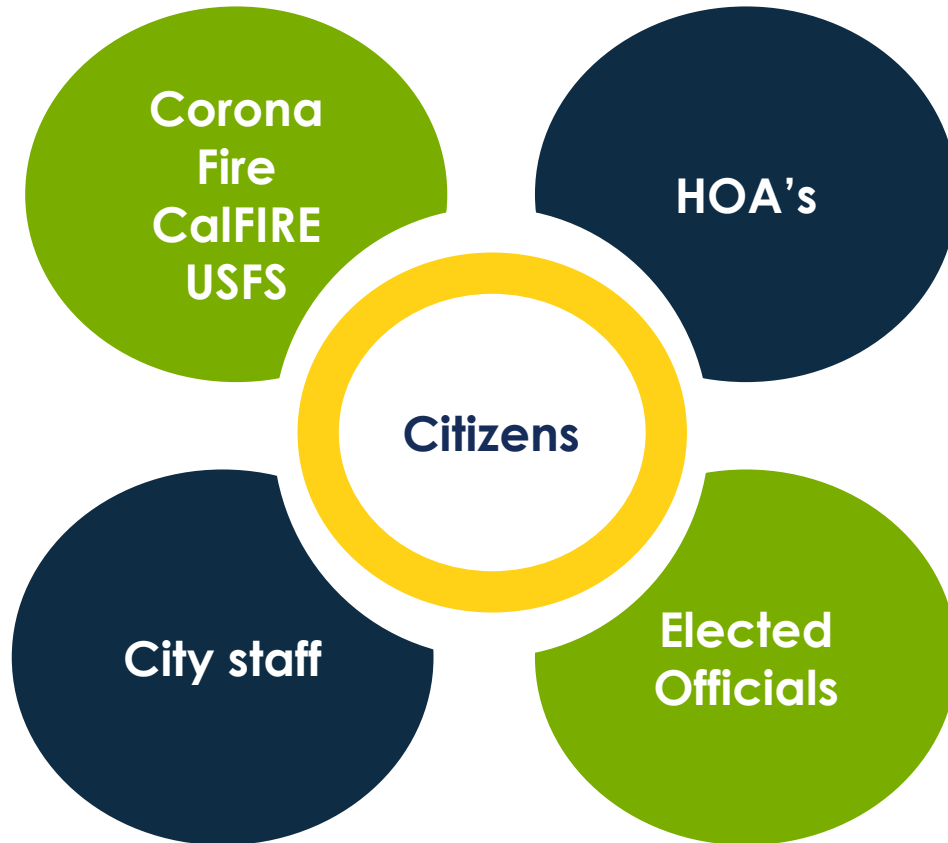 Corona
Fire
CalFIRE
USFS
HOA’s
Citizens
City staff
Elected
Officials